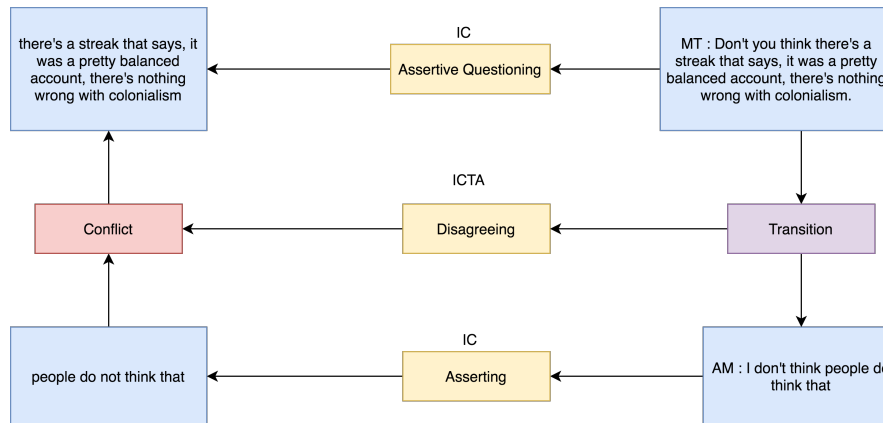 there's a streak that says, it
was a pretty balanced
account, there's nothing
wrong with colonialism
IC
Assertive Questioning
MT : Don't you think there's a
streak that says, it was a pretty
balanced account, there's nothing
wrong with colonialism.
ICTA
Conflict
Disagreeing
Transition
people do not think that
IC
Asserting
AM : I don't think people do
think that